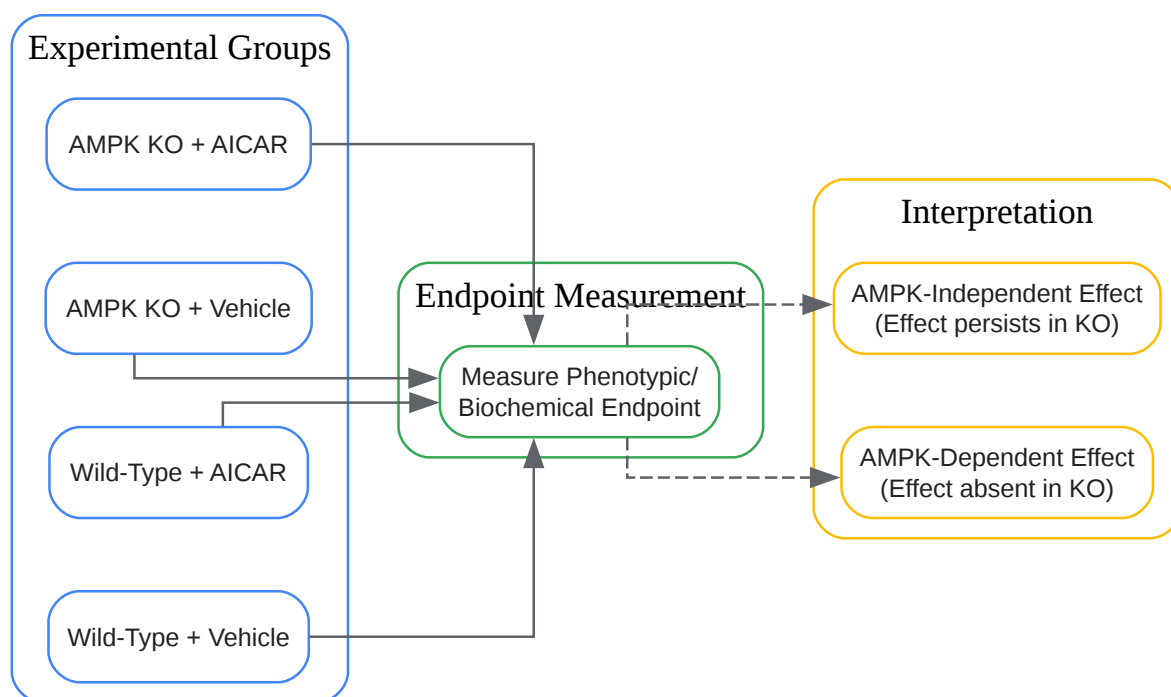 Experimental Groups
AMPK KO + AICAR
AMPK KO + Vehicle
Wild-Type + AICAR
Wild-Type + Vehicle
Endpoint Measurement
Measure Phenotypic/
Biochemical Endpoint
Interpretation
AMPK-Independent Effect
(Effect persists in KO)
AMPK-Dependent Effect
(Effect absent in KO)